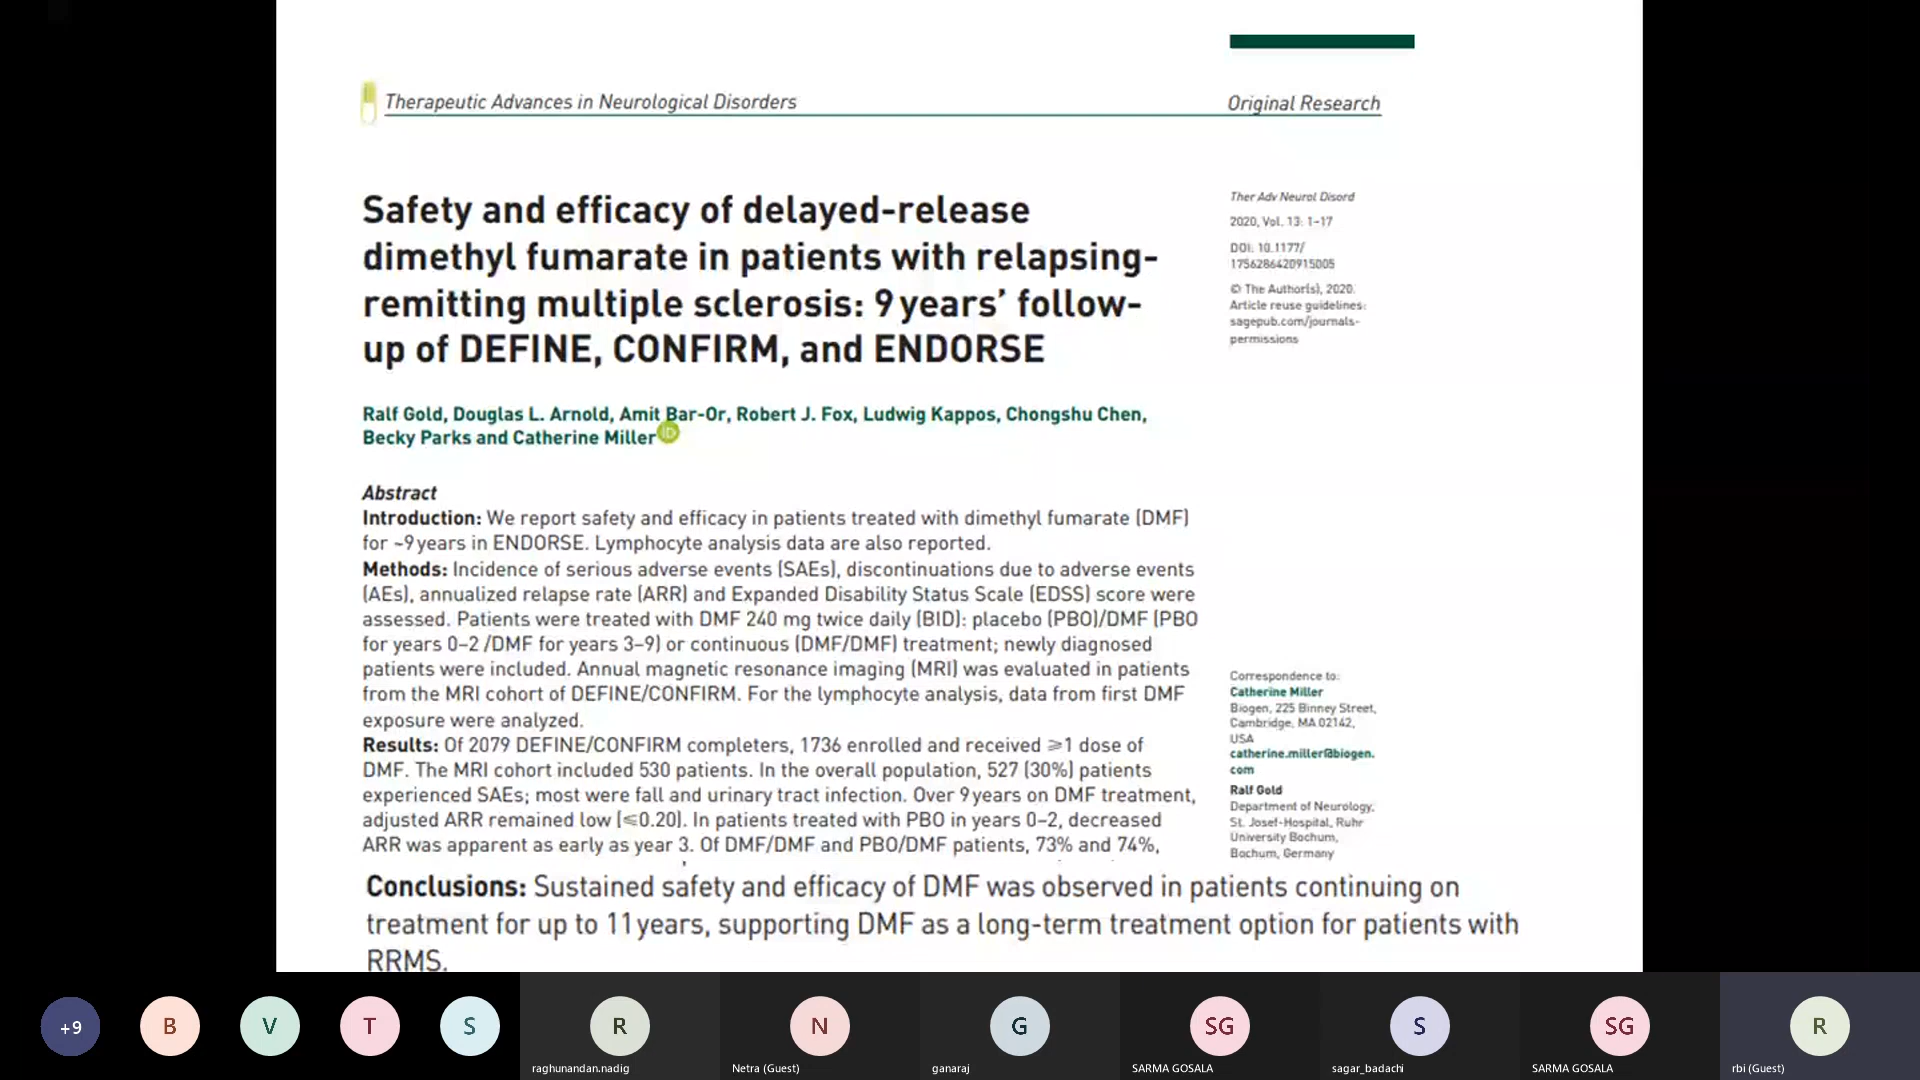 Therapeutic Advances in Neurological Disorders
Original Research
Safety and efficacy of delayed-release
dimethyl fumarate in patients with relapsing-
remitting multiple sclerosis: 9 years’ follow-
up of DEFINE, CONFIRM, and ENDORSE
Ralf Gold, Douglas L. Arnold, Amit Bar-Or, Robert J. Fox, Ludwig Kappos, Chongshu Chen,
Becky Parks and Catherine Miller iD
Abstract
Introduction: We report safety and efficacy in patients treated with dimethyl fumarate (DMF)
for ~9 years in ENDORSE. Lymphocyte analysis data are also reported.
Methods: Incidence of serious adverse events (SAEs), discontinuations due to adverse events
(AEs), annualized relapse rate (ARR) and Expanded Disability Status Scale (EDSS) score were
assessed. Patients were treated with DMF 240 mg twice daily (BID): placebo (PBO)/DMF (PBO
for years 0–2 /DMF for years 3–9) or continuous (DMF/DMF) treatment; newly diagnosed
patients were included. Annual magnetic resonance imaging (MRI) was evaluated in patients
from the MRI cohort of DEFINE/CONFIRM. For the lymphocyte analysis, data from first DMF
exposure were analyzed.
Results: Of 2079 DEFINE/CONFIRM completers, 1736 enrolled and received ⩾1 dose of
DMF. The MRI cohort included 530 patients. In the overall population, 527 (30%) patients
experienced SAEs; most were fall and urinary tract infection. Over 9 years on DMF treatment,
adjusted ARR remained low (⩽0.20). In patients treated with PBO in years 0–2, decreased
ARR was apparent as early as year 3. Of DMF/DMF and PBO/DMF patients, 73% and 74%,
Conclusions: Sustained safety and efficacy of DMF was observed in patients continuing on
treatment for up to 11 years, supporting DMF as a long-term treatment option for patients with
RRMS.
Ther Adv Neurol Disord
2020, Vol. 13: 1–17
DOI: 10.1177/
1756286420915005
© The Author(s), 2020.
Article reuse guidelines:
sagepub.com/journals-
permissions
Correspondence to:
Catherine Miller
Biogen, 225 Binney Street,
Cambridge, MA 02142,
USA
catherine.miller@biogen.
com
Ralf Gold
Department of Neurology,
St. Josef-Hospital, Ruhr
University Bochum,
Bochum, Germany
+9
B
V
T
S
R
raghunandan.nadig
N
Netra (Guest)
G
ganaraj
SG
SARMA GOSALA
S
sagar_badachi
SG
SARMA GOSALA
R
rbi (Guest)